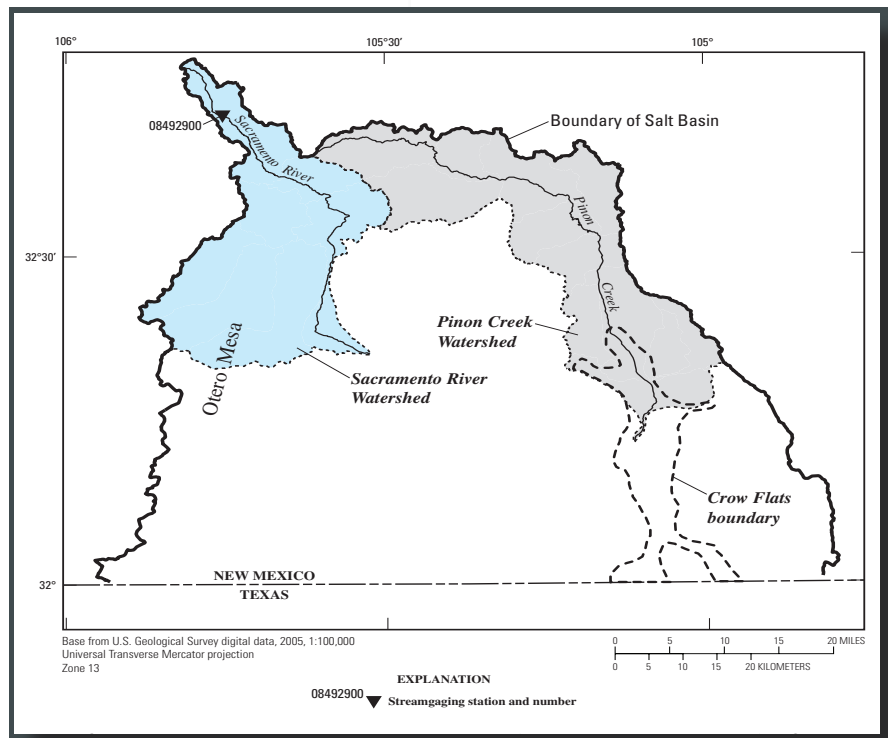 106°
105°30'
105°
08492900
Sacramento River
Boundary of Salt Basin
Pinon
Creek
32°30'
Otero Mesa
Pinon Creek
Watershed
Sacramento River
Watershed
Crow Flats
boundary
32°
NEW MEXICO
TEXAS
Base from U.S. Geological Survey digital data, 2005, 1:100,000
Universal Transverse Mercator projection
Zone 13
0 5 10 15 20 MILES
0 5 10 15 20 KILOMETERS
EXPLANATION
08492900 Streamgaging station and number